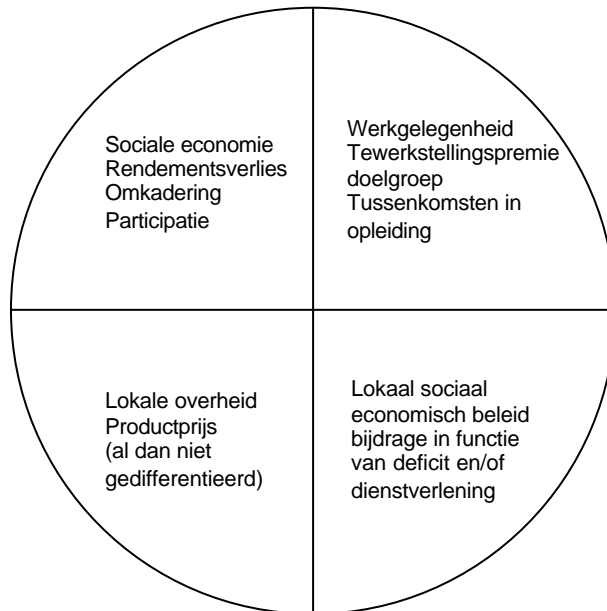 Sociale economie
Rendementsverlies
Omkadering
Participatie
Werkgelegenheid
Tewerkstellingspremie
doelgroep
Tussenkomsten in
opleiding
Lokale overheid
Productprijs
(al dan niet
gedifferentieerd)
Lokaal sociaal
economisch beleid
bijdrage in functie
van deficit en/of
dienstverlening